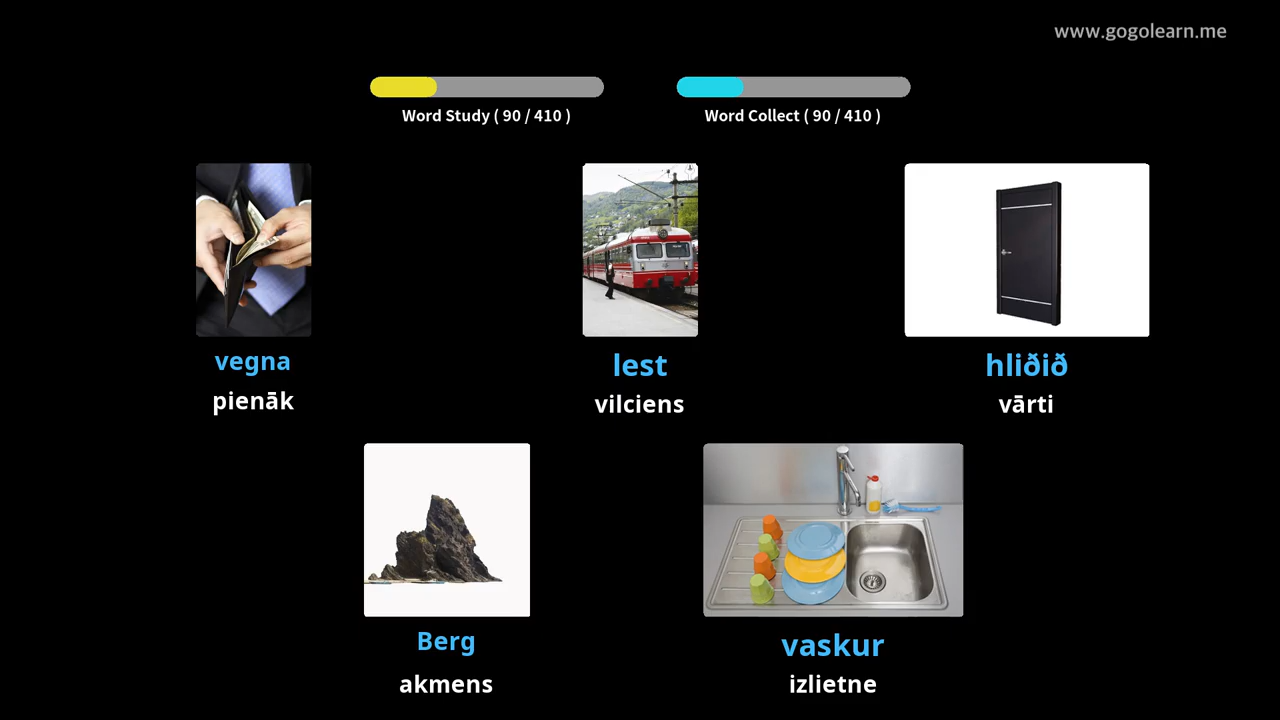 www.gogolearn.me
Word Study ( 90 / 410 )
Word Collect ( 90 / 410 )
vegna
pienāk
lest
vilciens
hliðið
vārti
Berg
akmens
vaskur
izlietne